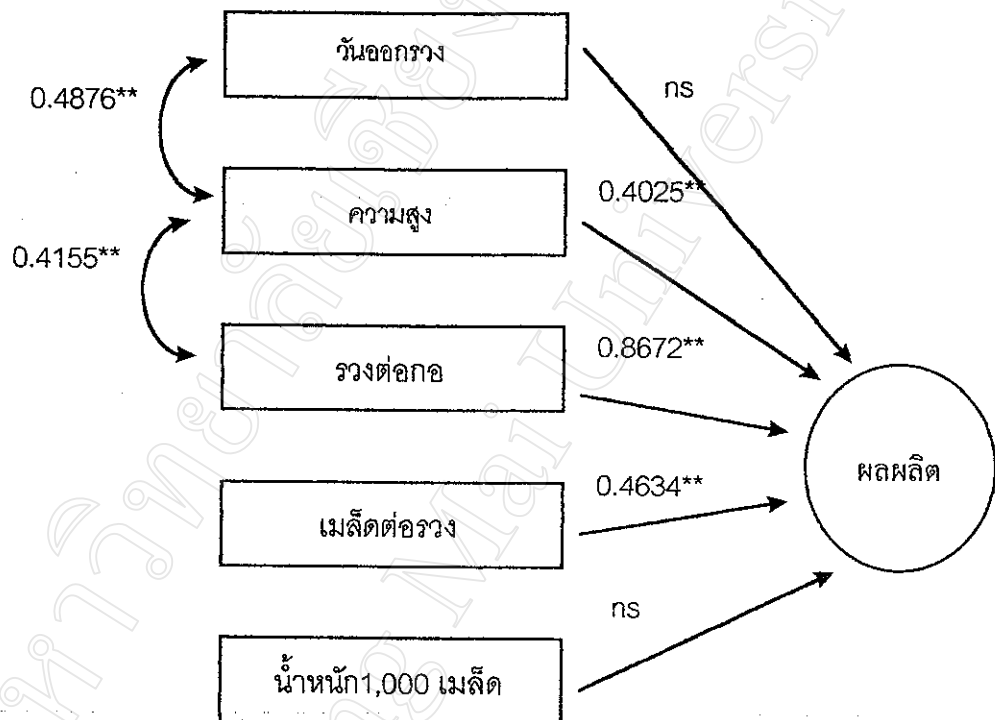 วันออกรวง
ns
0.4876**
ความสูง
0.4025**
0.4155**
รวงต่อกอ
0.8672**
ผลผลิต
เมล็ดต่อรวง
0.4634**
ns
น้ำหนัก1,000 เมล็ด